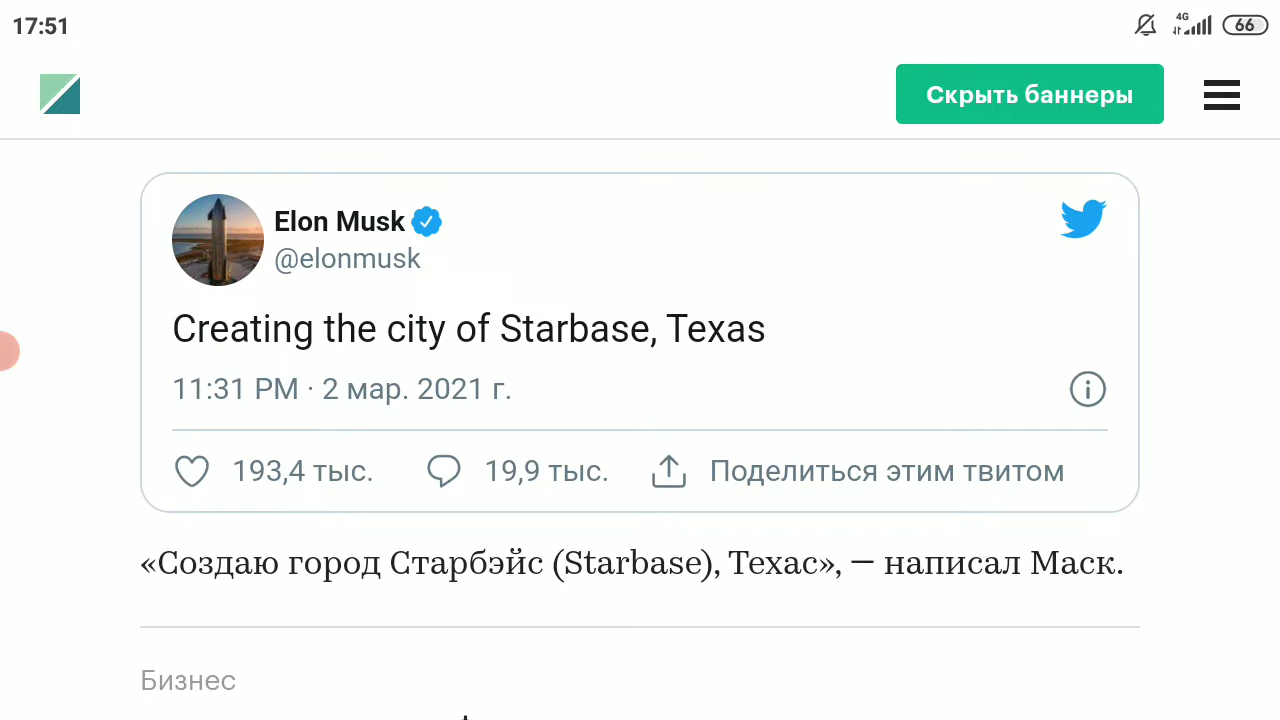 17:51
4G
66
Скрыть баннеры
Elon Musk
@elonmusk
Creating the city of Starbase, Texas
11:31 PM · 2 мар. 2021 г.
193,4 тыс. 19,9 тыс. Поделиться этим твитом
«Создаю город Старбэйс (Starbase), Техас», — написал Маск.
Бизнес